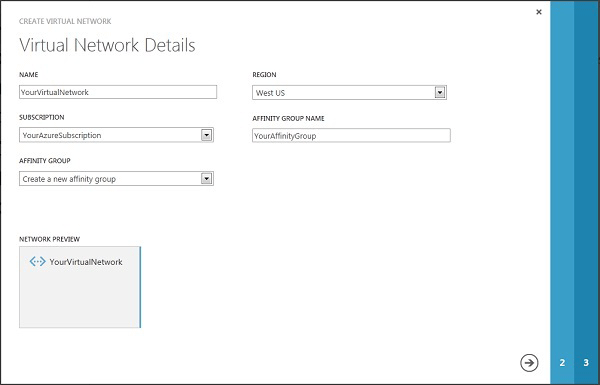 CREATE VIRTUAL NETWORK
Virtual Network Details
NAME
YourVirtualNetwork
REGION
West US
SUBSCRIPTION
YourAzureSubscription
AFFINITY GROUP NAME
YourAffinityGroup
AFFINITY GROUP
Create a new affinity group
NETWORK PREVIEW
YourVirtualNetwork
2
3